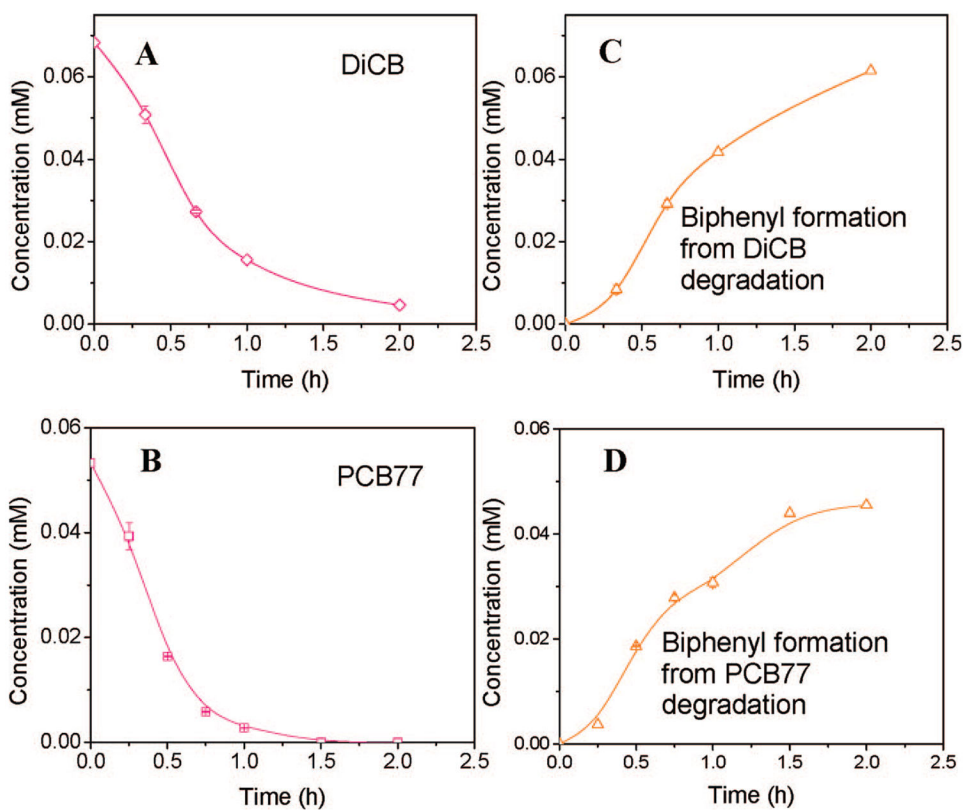 A
DiCB
Concentration (mM)
0.06
0.04
0.02
0.00
0.0 0.5 1.0 1.5 2.0 2.5
Time (h)
C
Biphenyl formation
from DiCB
degradation
Concentration (mM)
0.06
0.04
0.02
0.00
0.0 0.5 1.0 1.5 2.0 2.5
Time (h)
B
PCB77
Concentration (mM)
0.06
0.04
0.02
0.00
0.0 0.5 1.0 1.5 2.0 2.5
Time (h)
D
Biphenyl formation
from PCB77
degradation
Concentration (mM)
0.06
0.04
0.02
0.00
0.0 0.5 1.0 1.5 2.0 2.5
Time (h)